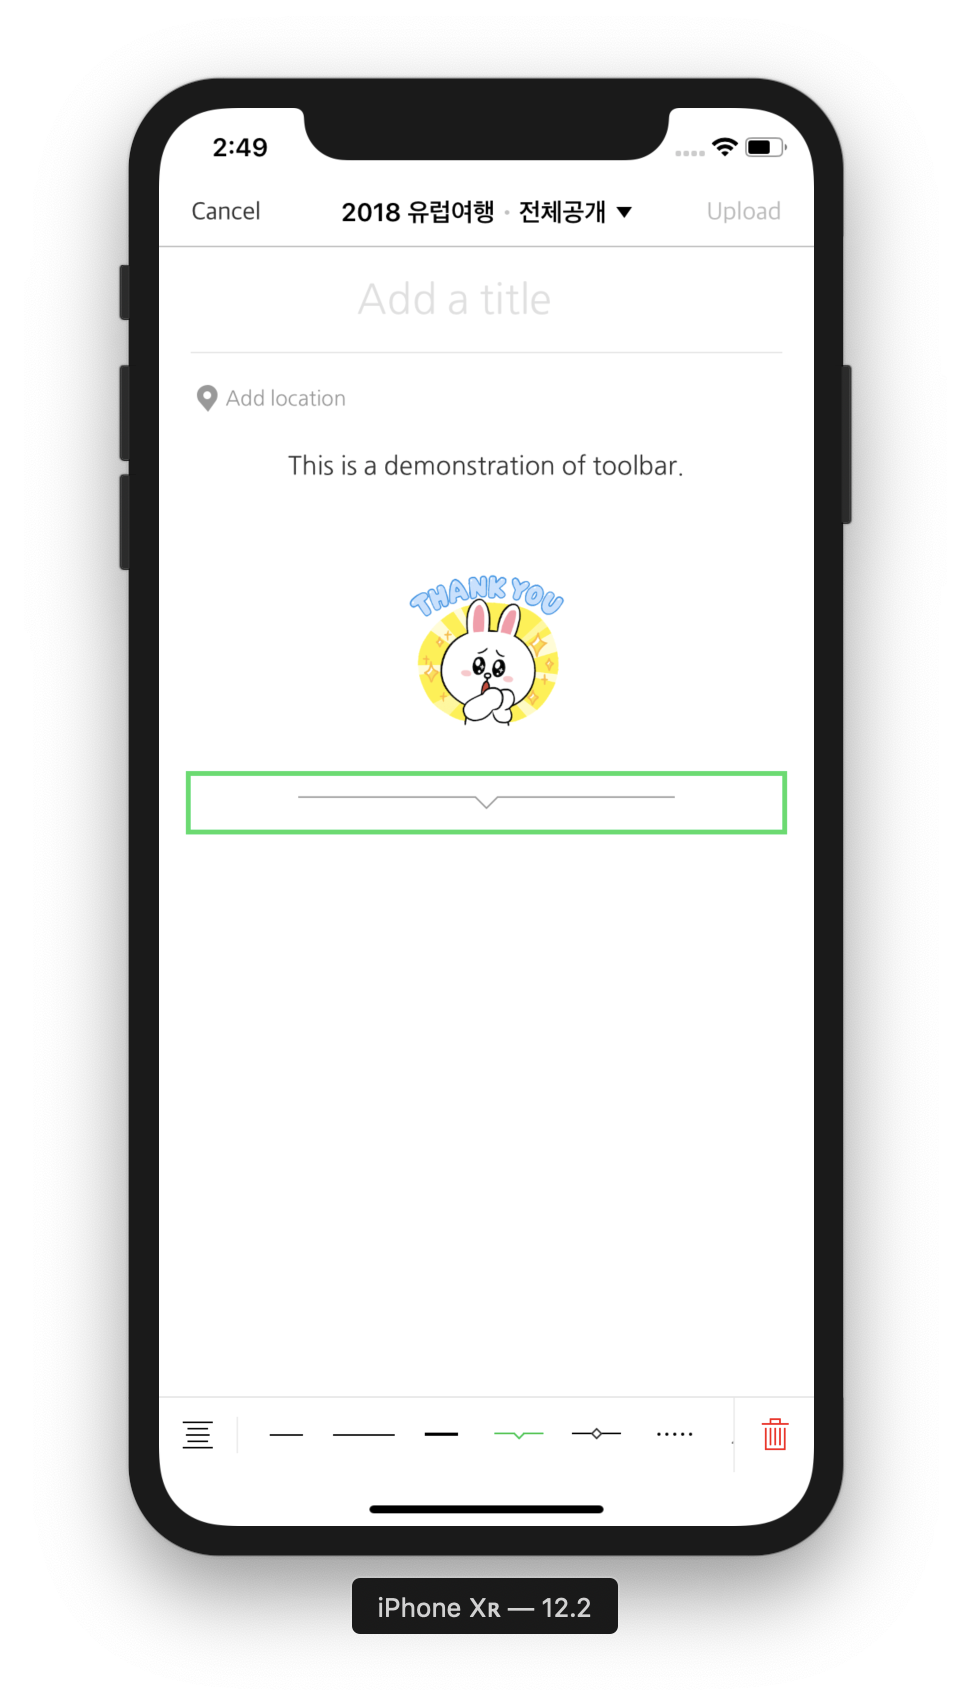 2:49
Cancel 2018 유럽여행 · 전체공개 ▼ Upload
Add a title
Add location
This is a demonstration of toolbar.
THANK YOU
iPhone Xʀ — 12.2